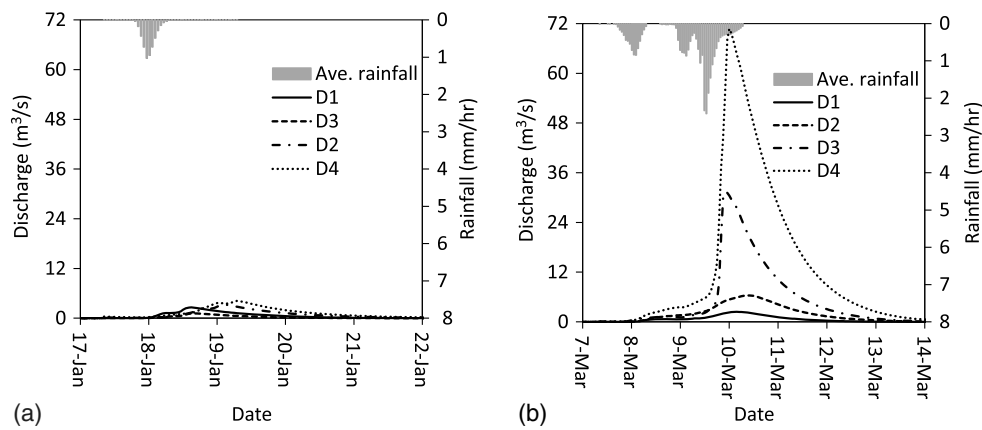 72
60
48
36
24
12
0
Discharge (m³/s)
0
1
2
3
4
5
6
7
8
Rainfall (mm/hr)
Ave. rainfall
D1
D3
D2
D4
17-Jan
18-Jan
19-Jan
20-Jan
21-Jan
22-Jan
Date
(a)
72
60
48
36
24
12
0
Discharge (m³/s)
0
1
2
3
4
5
6
7
8
Rainfall (mm/hr)
Ave. rainfall
D1
D2
D3
D4
7-Mar
8-Mar
9-Mar
10-Mar
11-Mar
12-Mar
13-Mar
14-Mar
Date
(b)